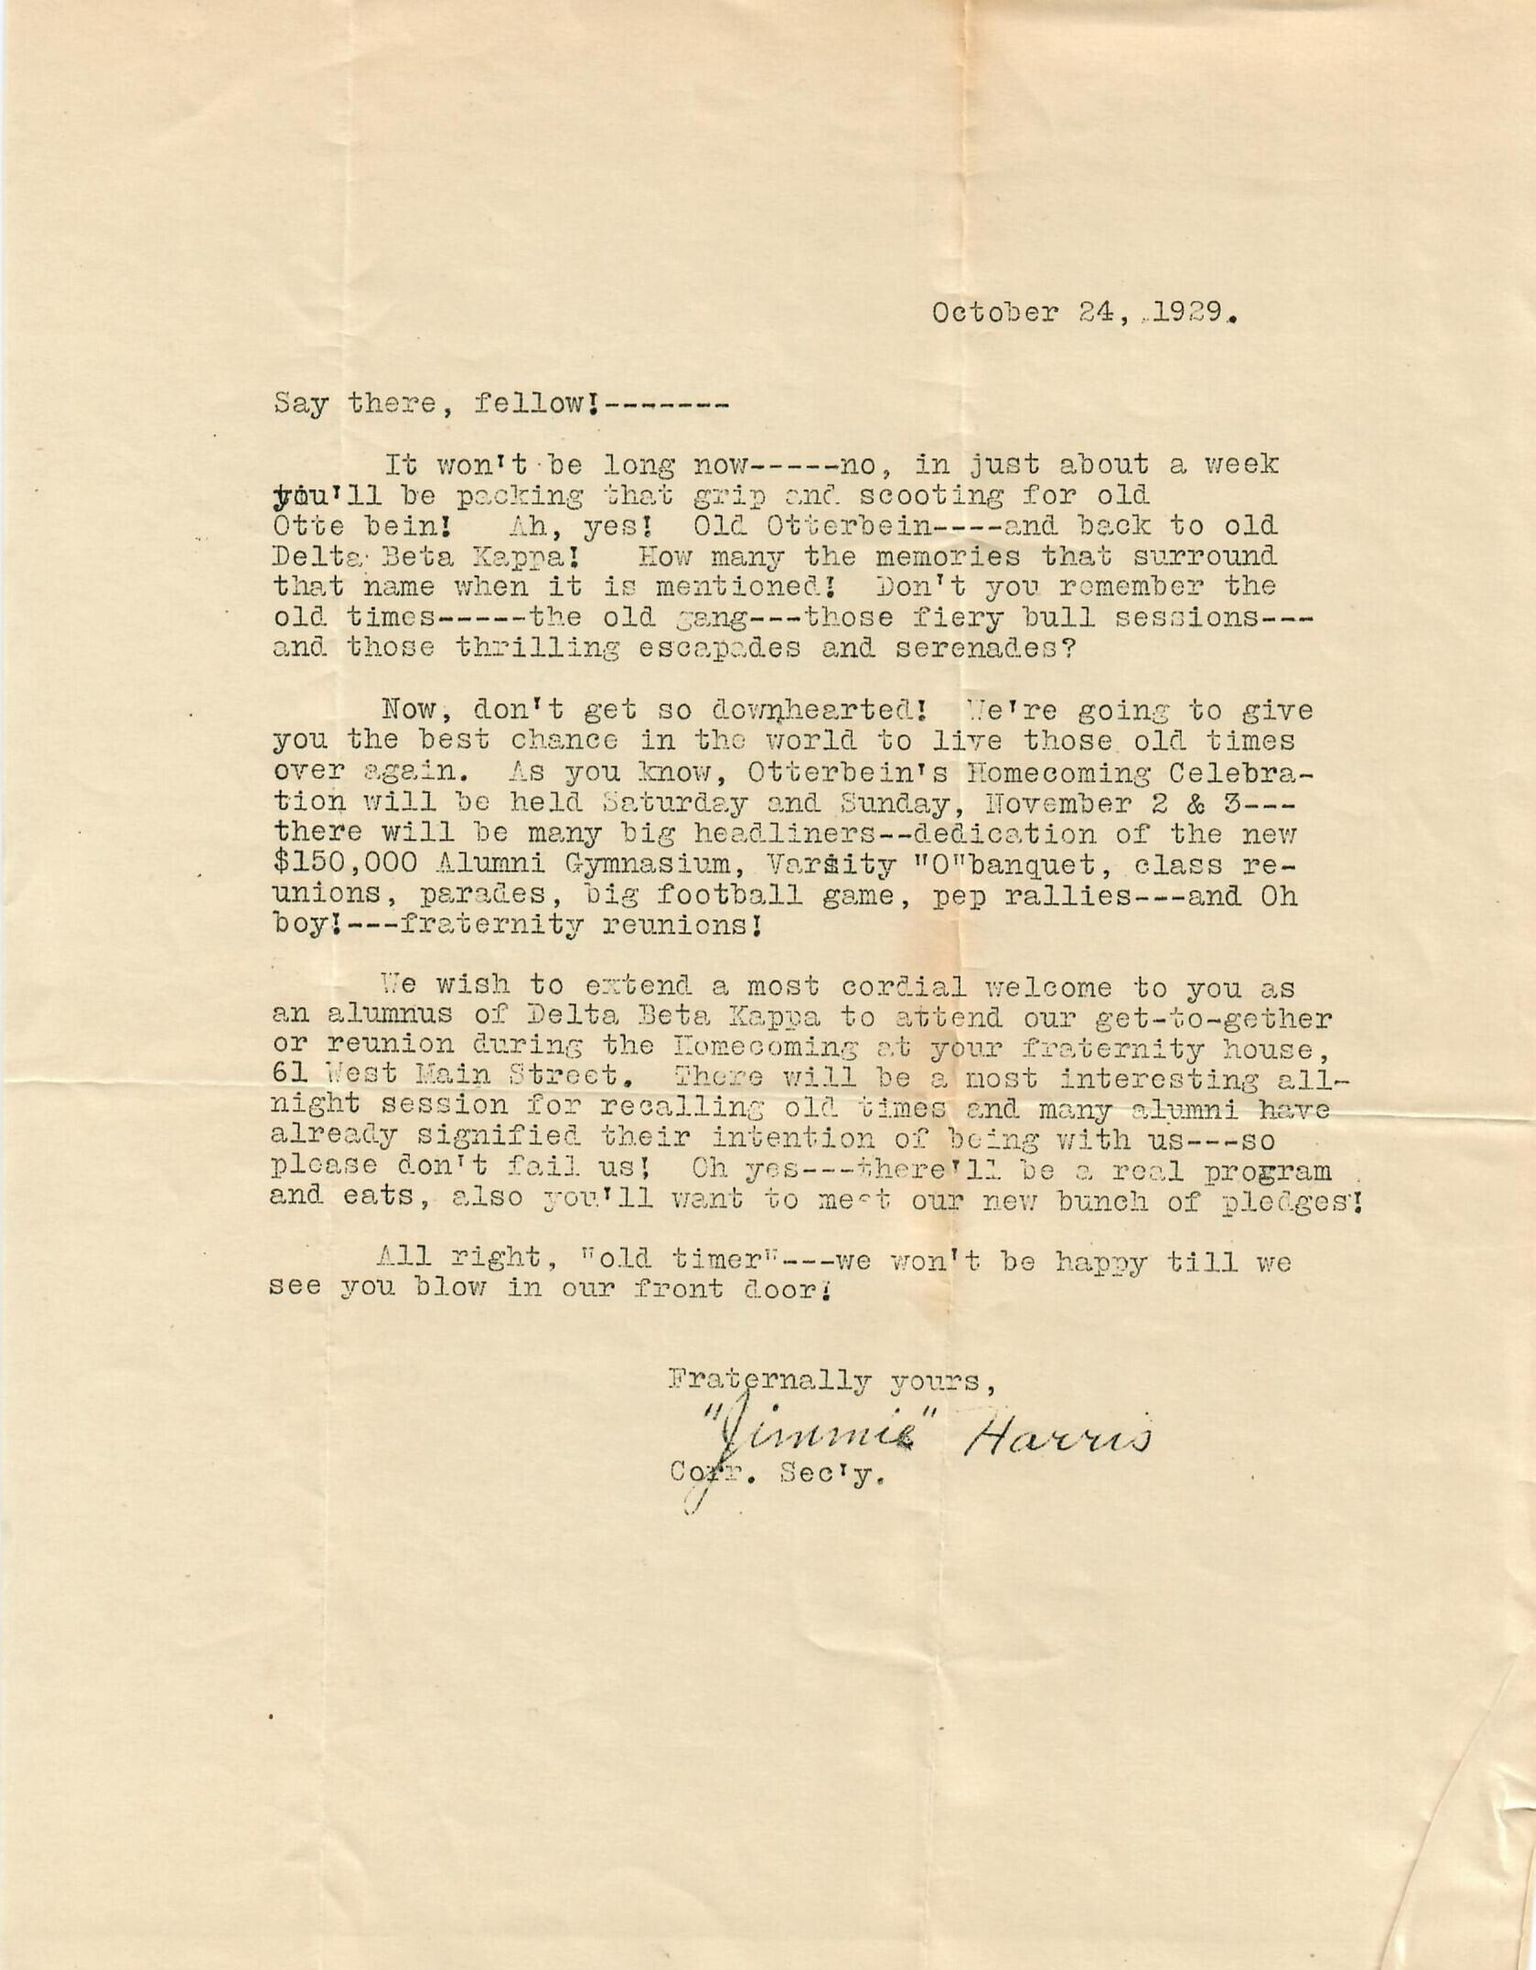 October 24, 1929.
Say there, fellow!-------
It won't be long now-----no, in just about a week
you'll be packing that grip and scooting for old
Otte bein! Ah, yes! Old Otterbein----and back to old
Delta Beta Kappa! How many the memories that surround
that name when it is mentioned! Don't you remember the
old times-----the old gang---those fiery bull sessions---
and those thrilling escapades and serenades?
Now, don't get so downhearted! We're going to give
you the best chance in the world to live those old times
over again. As you know, Otterbein's Homecoming Celebra-
tion will be held Saturday and Sunday, November 2 & 3---
there will be many big headliners--dedication of the new
$150,000 Alumni Gymnasium, Varsity "O"banquet, class re-
unions, parades, big football game, pep rallies---and Oh
boy!---fraternity reunions!
We wish to extend a most cordial welcome to you as
an alumnus of Delta Beta Kappa to attend our get-to-gether
or reunion during the Homecoming at your fraternity house,
61 West Main Street. There will be a most interesting all-
night session for recalling old times and many alumni have
already signified their intention of being with us---so
please don't fail us! Oh yes---there'll be a real program
and eats, also you'll want to meet our new bunch of pledges!
All right, "old timer"---we won't be happy till we
see you blow in our front door!
Fraternally yours,
"Jimmie" Harris
Corr. Sec'y.